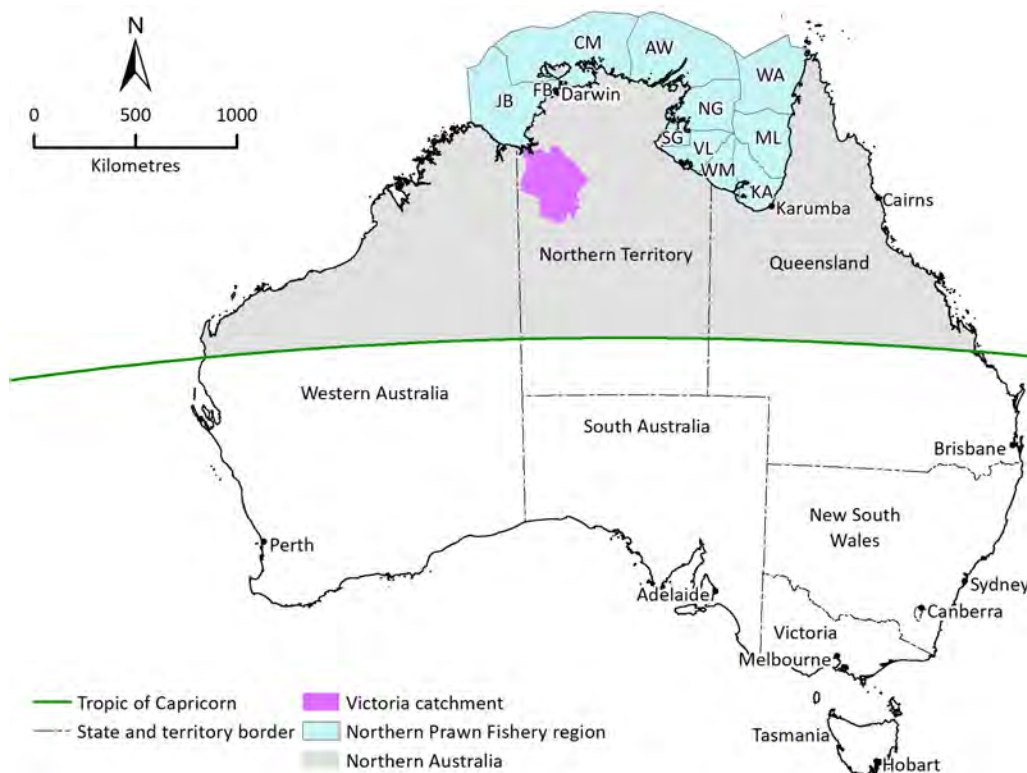 N
0 500 1000
Kilometres
CM
AW
WA
JB
FB
Darwin
NG
SG
VL
ML
WM
KA
Karumba
Cairns
Northern Territory
Queensland
Western Australia
South Australia
Brisbane
New South
Wales
Perth
Adelaide
Sydney
Canberra
Victoria
Melbourne
Tasmania
Hobart
Tropic of Capricorn
State and territory border
Victoria catchment
Northern Prawn Fishery region
Northern Australia